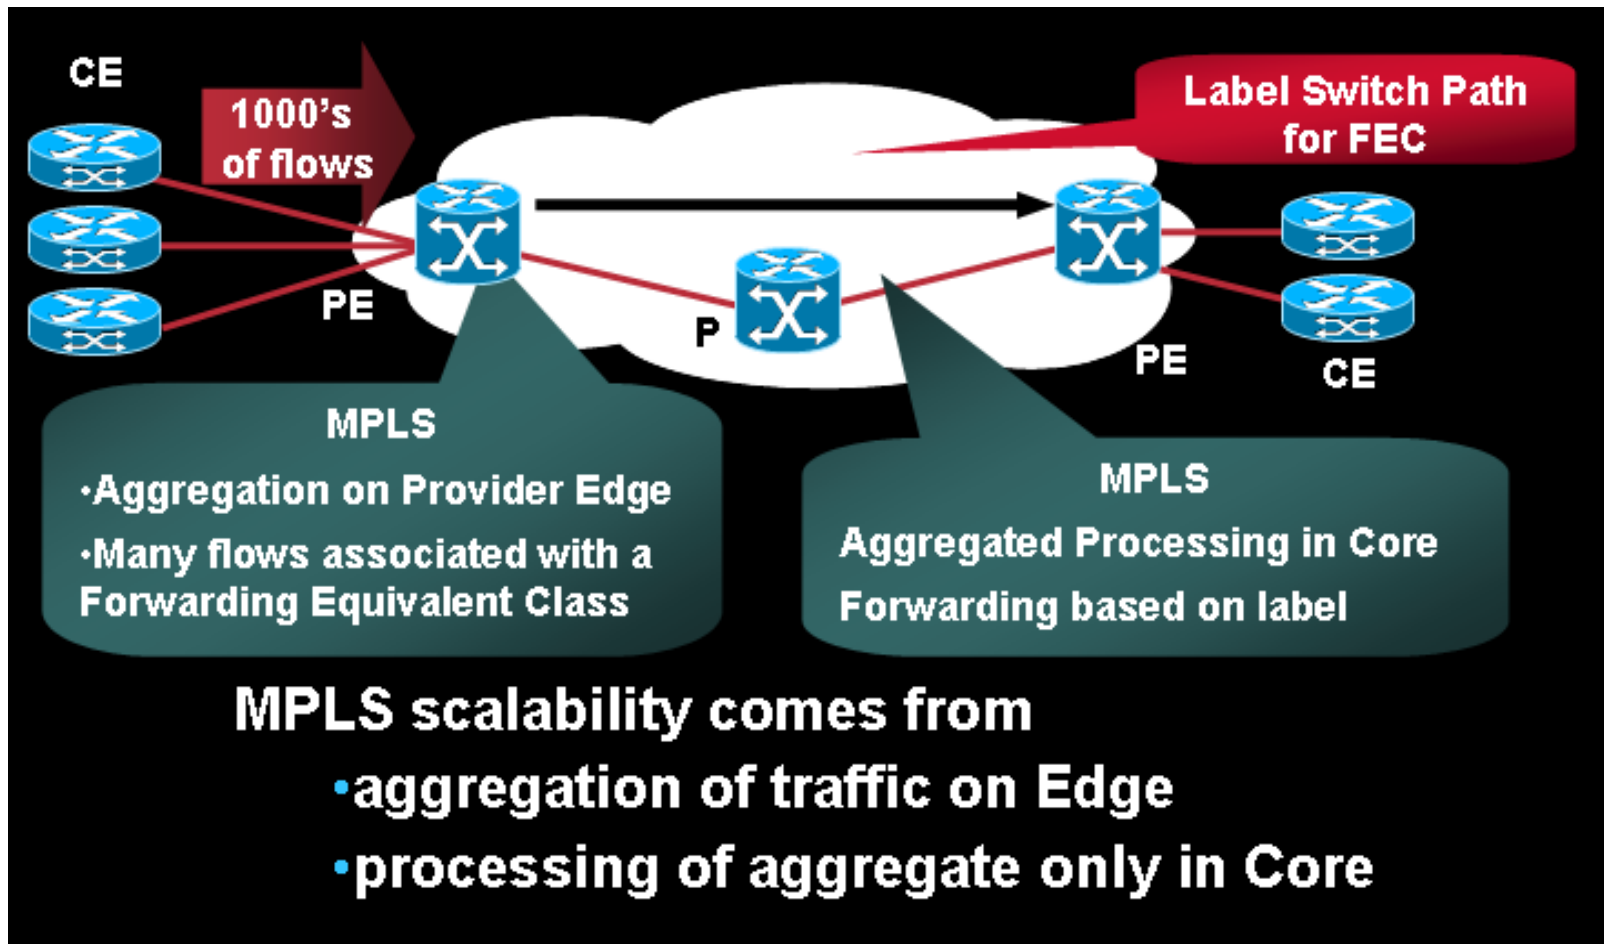 CE
1000's
of flows
Label Switch Path
for FEC
PE
P
PE
CE
MPLS
•Aggregation on Provider Edge
•Many flows associated with a
Forwarding Equivalent Class
MPLS
Aggregated Processing in Core
Forwarding based on label
MPLS scalability comes from
•aggregation of traffic on Edge
•processing of aggregate only in Core